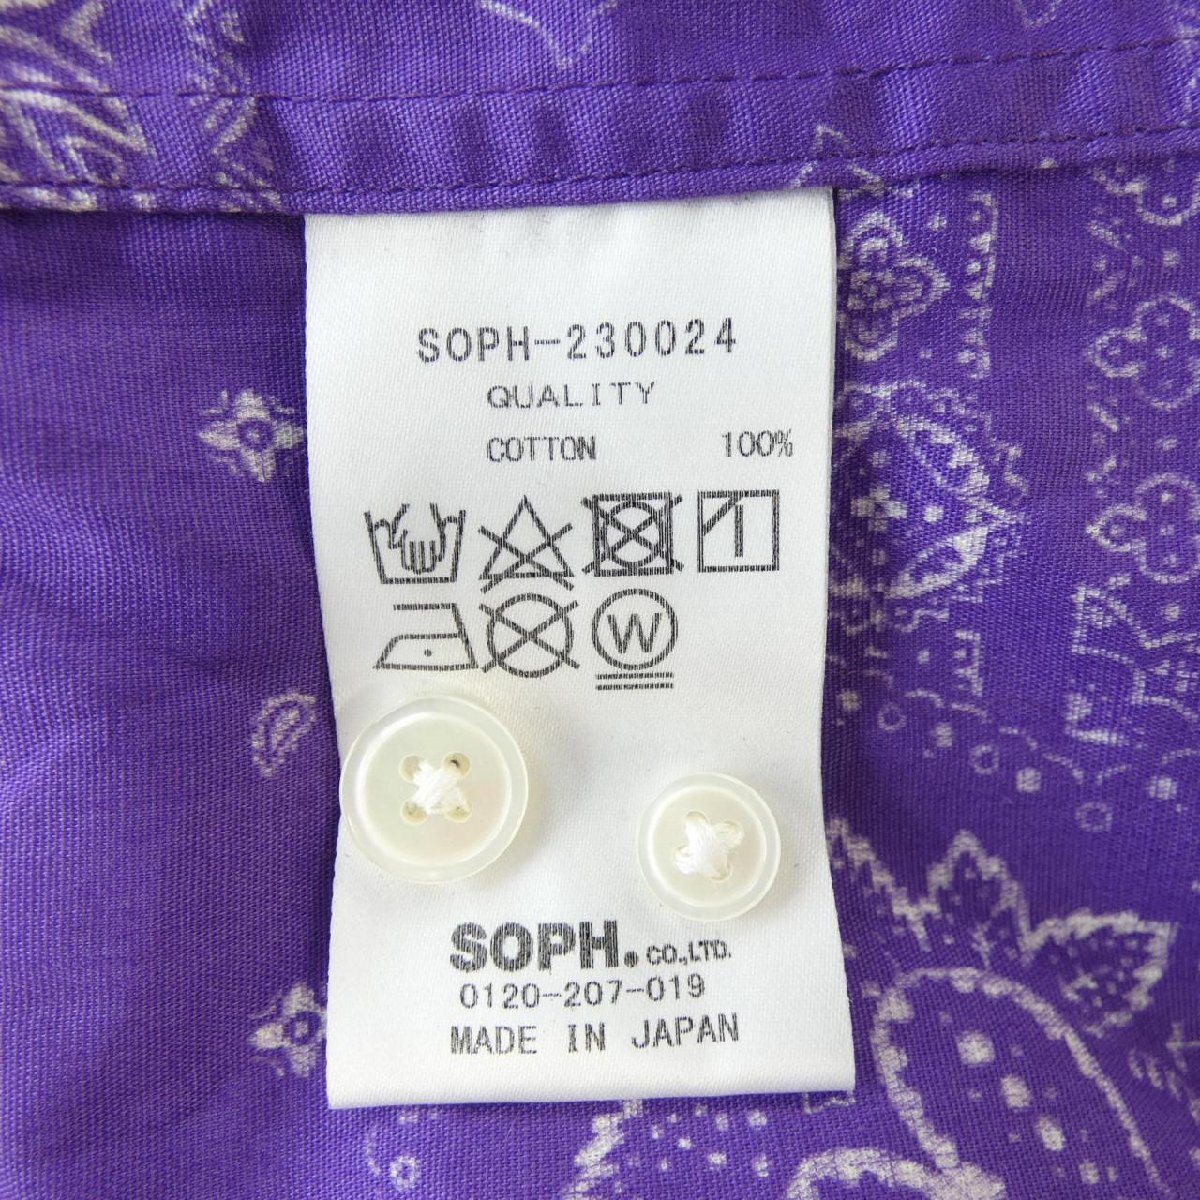 SOPH-230024
QUALITY
COTTON 100%
W
SOPH. CO.,LTD.
0120-207-019
MADE IN JAPAN